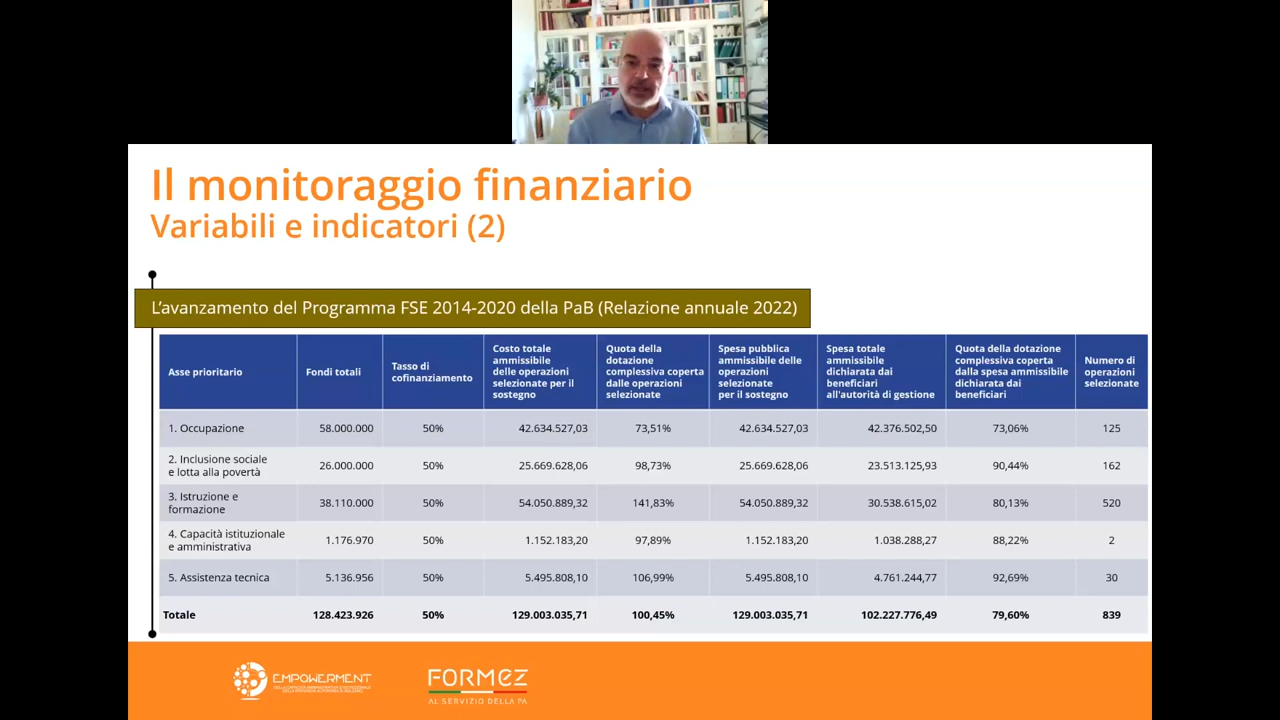 Il monitoraggio finanziario
Variabili e indicatori (2)
L'avanzamento del Programma FSE 2014-2020 della PaB (Relazione annuale 2022)
Asse prioritario
Fondi totali
Tasso di
cofinanziamento
Costo totale
ammissibile
delle operazioni
selezionate per il
sostegno
Quota della
dotazione
complessiva coperta
dalle operazioni
selezionate
Spesa pubblica
ammissibile delle
operazioni
selezionate
per il sostegno
Spesa totale
ammissibile
dichiarata dai
beneficiari
all'autorità di gestione
Quota della dotazione
complessiva coperta
dalla spesa ammissibile
dichiarata dai
beneficiari
Numero di
operazioni
selezionate
1. Occupazione 58.000.000 50% 42.634.527,03 73,51% 42.634.527,03 42.376.502,50 73,06% 125
2. Inclusione sociale
e lotta alla povertà 26.000.000 50% 25.669.628,06 98,73% 25.669.628,06 23.513.125,93 90,44% 162
3. Istruzione e
formazione 38.110.000 50% 54.050.889,32 141,83% 54.050.889,32 30.538.615,02 80,13% 520
4. Capacità istituzionale
e amministrativa 1.176.970 50% 1.152.183,20 97,89% 1.152.183,20 1.038.288,27 88,22% 2
5. Assistenza tecnica 5.136.956 50% 5.495.808,10 106,99% 5.495.808,10 4.761.244,77 92,69% 30
Totale 128.423.926 50% 129.003.035,71 100,45% 129.003.035,71 102.227.776,49 79,60% 839
EMPOWERMENT
FORMEZ
AL SERVIZIO DELLA PA